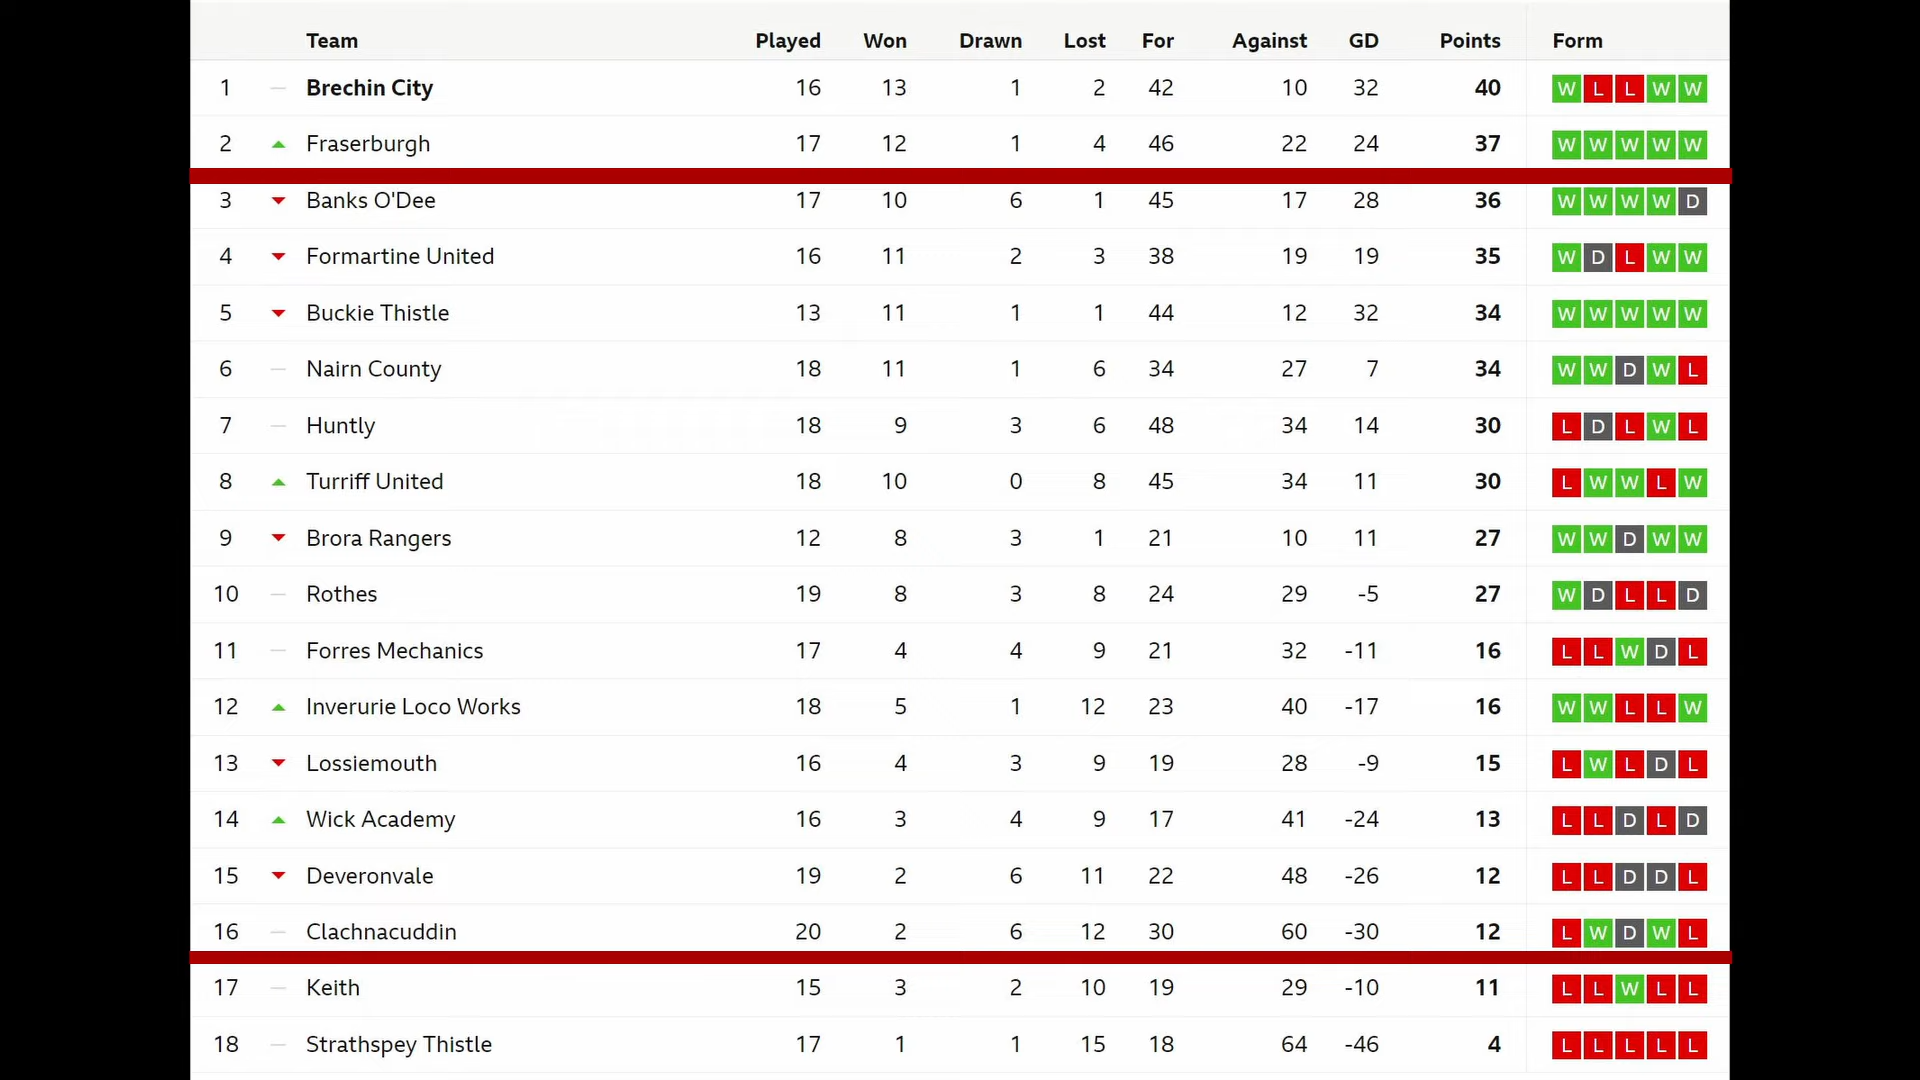 Team Played Won Drawn Lost For Against GD Points Form
1 Brechin City 16 13 1 2 42 10 32 40 W L L W W
2 Fraserburgh 17 12 1 4 46 22 24 37 W W W W W
3 Banks O'Dee 17 10 6 1 45 17 28 36 W W W W D
4 Formartine United 16 11 2 3 38 19 19 35 W D L W W
5 Buckie Thistle 13 11 1 1 44 12 32 34 W W W W W
6 Nairn County 18 11 1 6 34 27 7 34 W W D W L
7 Huntly 18 9 3 6 48 34 14 30 L D L W L
8 Turriff United 18 10 0 8 45 34 11 30 L W W L W
9 Brora Rangers 12 8 3 1 21 10 11 27 W W D W W
10 Rothes 19 8 3 8 24 29 -5 27 W D L L D
11 Forres Mechanics 17 4 4 9 21 32 -11 16 L L W D L
12 Inverurie Loco Works 18 5 1 12 23 40 -17 16 W W L L W
13 Lossiemouth 16 4 3 9 19 28 -9 15 L W L D L
14 Wick Academy 16 3 4 9 17 41 -24 13 L L D L D
15 Deveronvale 19 2 6 11 22 48 -26 12 L L D D L
16 Clachnacuddin 20 2 6 12 30 60 -30 12 L W D W L
17 Keith 15 3 2 10 19 29 -10 11 L L W L L
18 Strathspey Thistle 17 1 1 15 18 64 -46 4 L L L L L